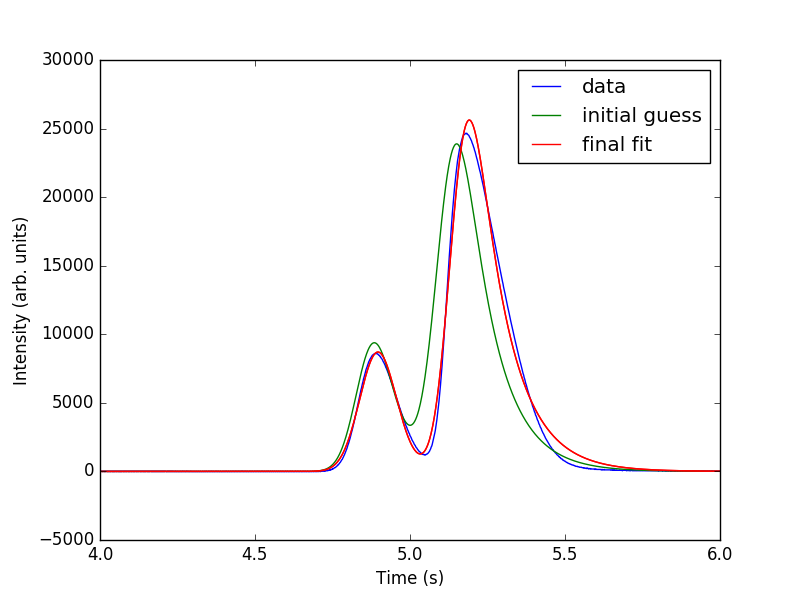 30000
25000
20000
15000
10000
5000
0
−5000
4.0
4.5
5.0
5.5
6.0
Time (s)
Intensity (arb. units)
data
initial guess
final fit